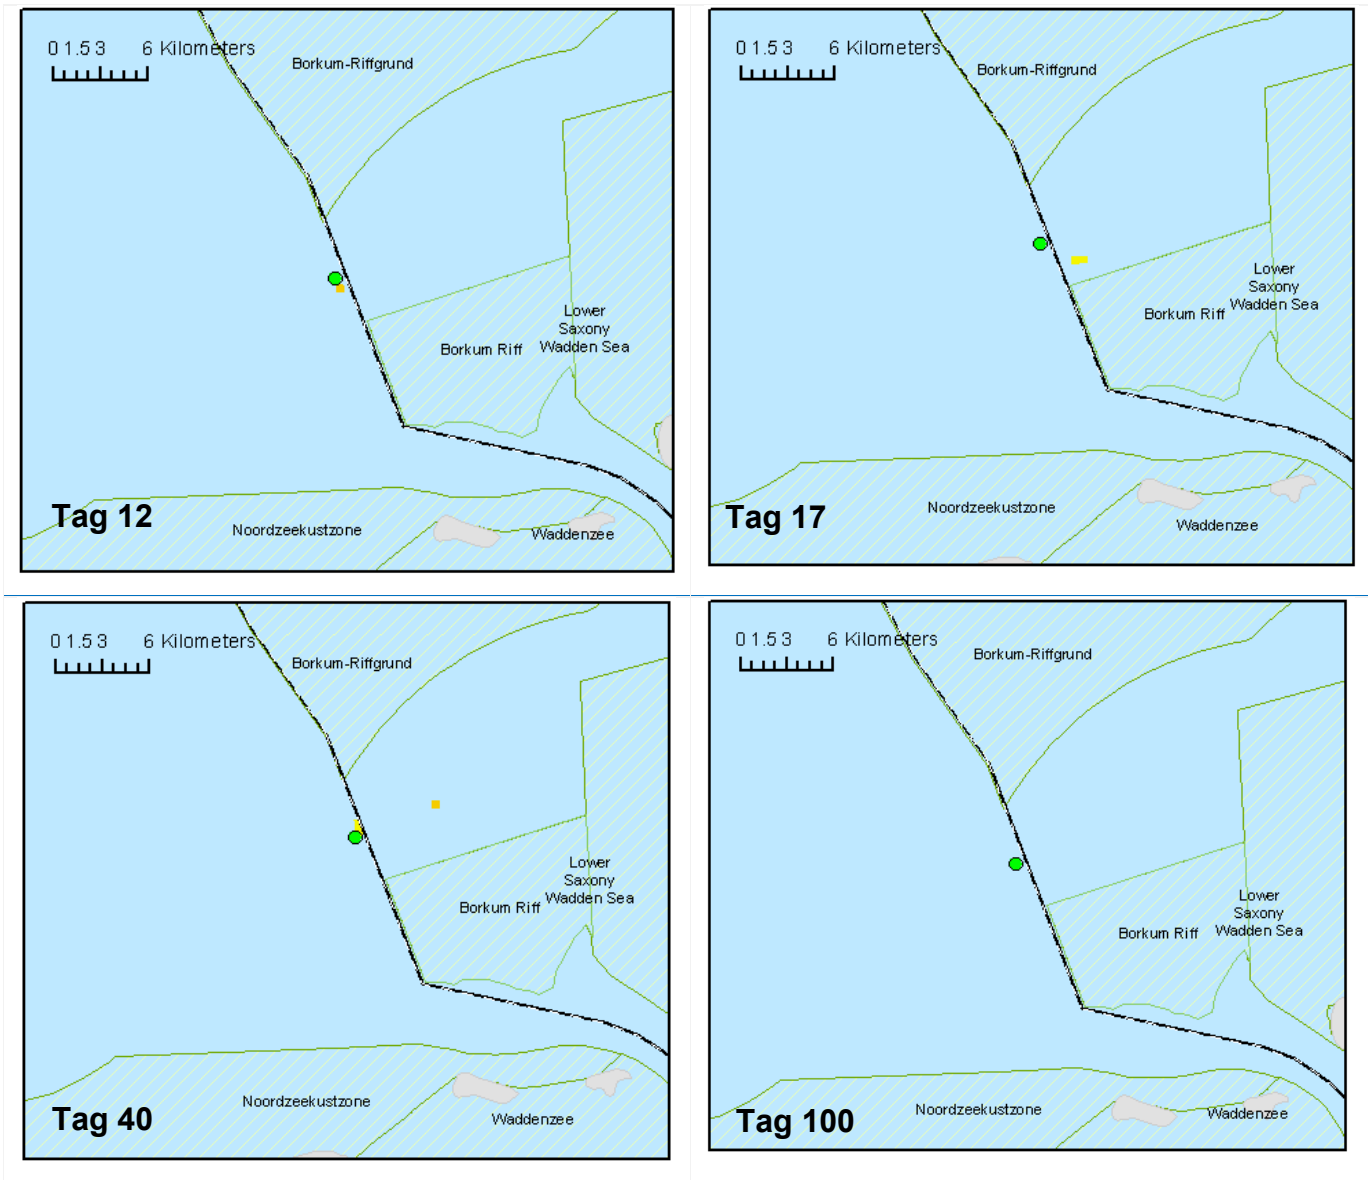 0 1.5 3 6 Kilometers
Borkum-Riffgrund
Lower
Saxony
Wadden Sea
Borkum Riff
Tag 12
Noordzeekustzone
Waddenzee
0 1.5 3 6 Kilometers
Borkum-Riffgrund
Lower
Saxony
Wadden Sea
Borkum Riff
Tag 17
Noordzeekustzone
Waddenzee
0 1.5 3 6 Kilometers
Borkum-Riffgrund
Lower
Saxony
Wadden Sea
Borkum Riff
Tag 40
Noordzeekustzone
Waddenzee
0 1.5 3 6 Kilometers
Borkum-Riffgrund
Lower
Saxony
Wadden Sea
Borkum Riff
Tag 100
Noordzeekustzone
Waddenzee